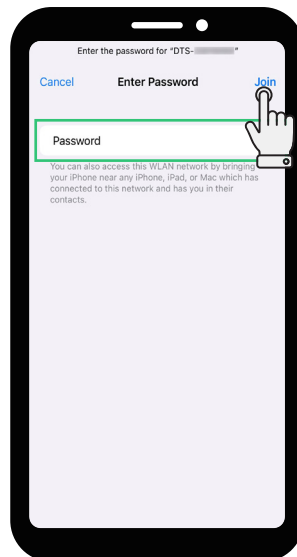 Enter the password for "DTS- "
Cancel Enter Password Join
Password
You can also access this WLAN network by bringing
your iPhone near any iPhone, iPad, or Mac which has
connected to this network and has you in their
contacts.